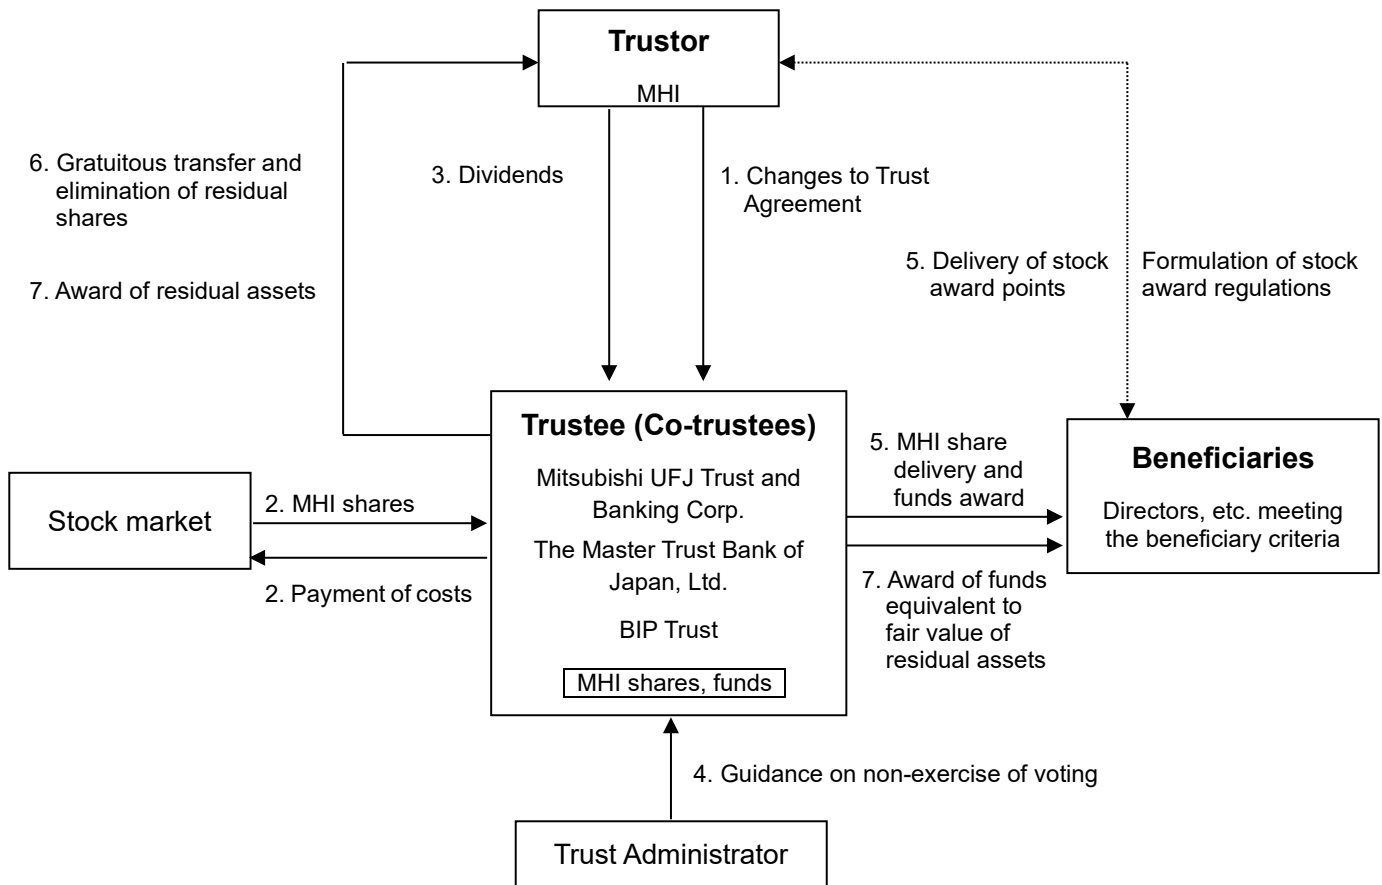 Trustor
MHI
6. Gratuitous transfer and
elimination of residual
shares
3. Dividends
1. Changes to Trust
Agreement
7. Award of residual assets
5. Delivery of stock
award points
Formulation of stock
award regulations
Stock market
2. MHI shares
2. Payment of costs
Trustee (Co-trustees)
Mitsubishi UFJ Trust and
Banking Corp.
The Master Trust Bank of
Japan, Ltd.
BIP Trust
MHI shares, funds
5. MHI share
delivery and
funds award
7. Award of funds
equivalent to
fair value of
residual assets
Beneficiaries
Directors, etc. meeting
the beneficiary criteria
4. Guidance on non-exercise of voting
Trust Administrator